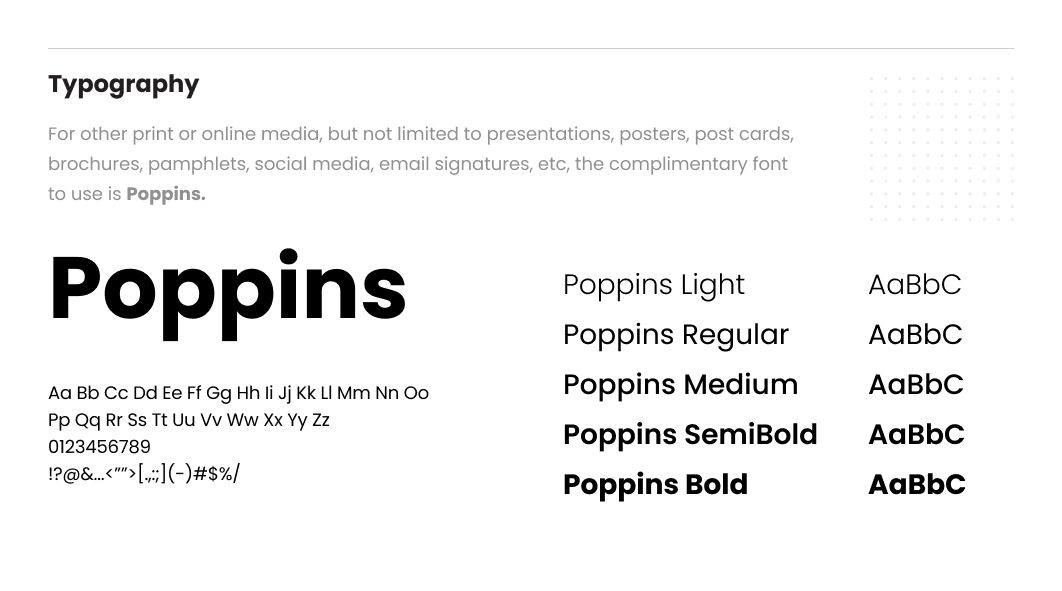 Typography
For other print or online media, but not limited to presentations, posters, post cards,
brochures, pamphlets, social media, email signatures, etc, the complimentary font
to use is Poppins.
Poppins
Aa Bb Cc Dd Ee Ff Gg Hh Ii Jj Kk Ll Mm Nn Oo
Pp Qq Rr Ss Tt Uu Vv Ww Xx Yy Zz
0123456789
!?@&...<””>[.,:;](-)#$%/
Poppins Light AaBbC
Poppins Regular AaBbC
Poppins Medium AaBbC
Poppins SemiBold AaBbC
Poppins Bold AaBbC